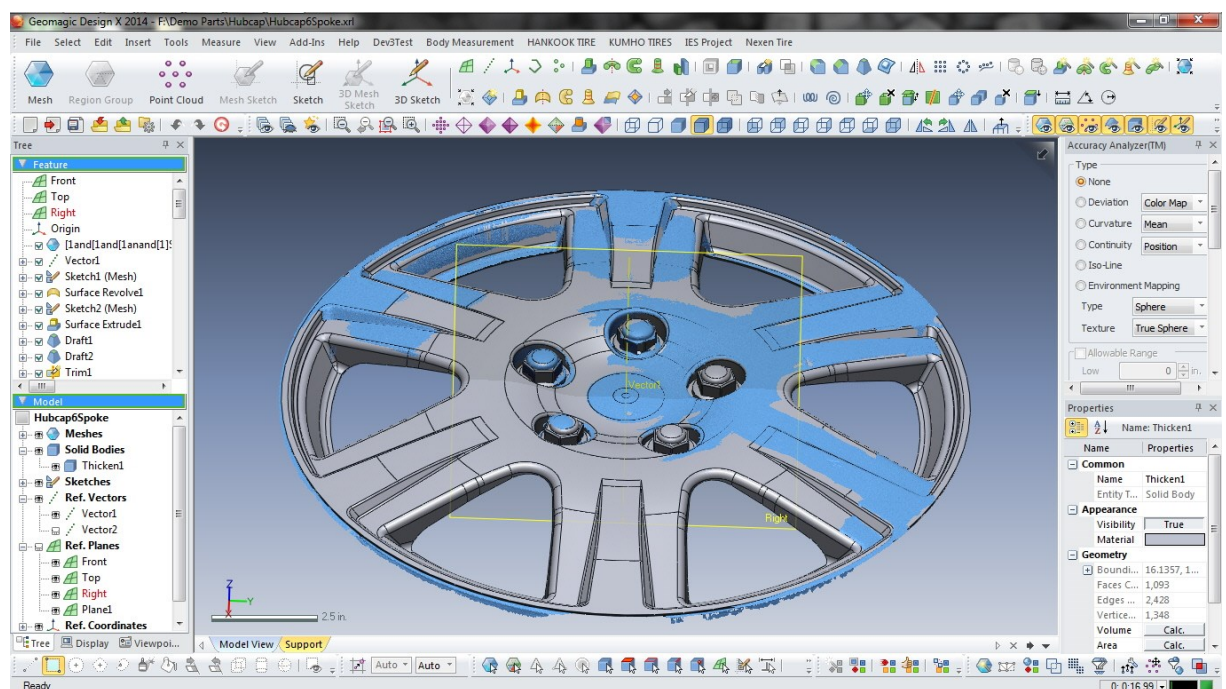 Geomagic Design X 2014 - F:\Demo Parts\Hubcap\Hubcap6Spoke.xrl
File Select Edit Insert Tools Measure View Add-Ins Help Dev3Test Body Measurement HANKOOK TIRE KUMHO TIRES IES Project Nexen Tire
Mesh Region Group Point Cloud Mesh Sketch Sketch 3D Mesh Sketch 3D Sketch
Tree
Feature
Front
Top
Right
Origin
[1and[1and[1anand[1]
Vector1
Sketch1 (Mesh)
Surface Revolve1
Sketch2 (Mesh)
Surface Extrude1
Draft1
Draft2
Trim1
Model
Hubcap6Spoke
Meshes
Solid Bodies
Thicken1
Sketches
Ref. Vectors
Vector1
Vector2
Ref. Planes
Front
Top
Right
Plane1
Ref. Coordinates
Tree Display Viewpoi...
Vector1
Right
Z
Y
X
2.5 in.
Model View Support
Accuracy Analyzer(TM)
Type
None
Deviation Color Map
Curvature Mean
Continuity Position
Iso-Line
Environment Mapping
Type Sphere
Texture True Sphere
Allowable Range
Low 0 in.
Properties
Name: Thicken1
Name Properties
Common
Name Thicken1
Entity T... Solid Body
Appearance
Visibility True
Material
Geometry
Boundi... 16.1357, 1...
Faces C... 1,093
Edges ... 2,428
Vertice... 1,348
Volume Calc.
Area Calc.
Auto Auto
Ready
0: 0:16.99